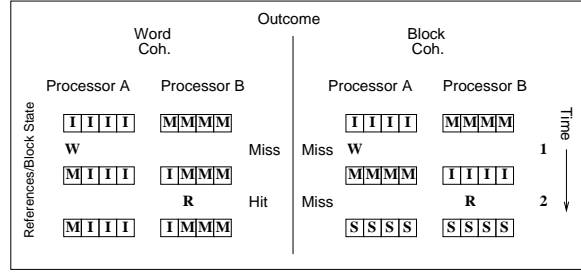 Outcome
Word Block
Coh. Coh.
Processor A Processor B Processor A Processor B
I I I I M M M M I I I I M M M M
W Miss Miss W 1
M I I I I M M M M M M M I I I I
R Hit Miss R 2
M I I I I M M M S S S S S S S S
References/Block State
Time